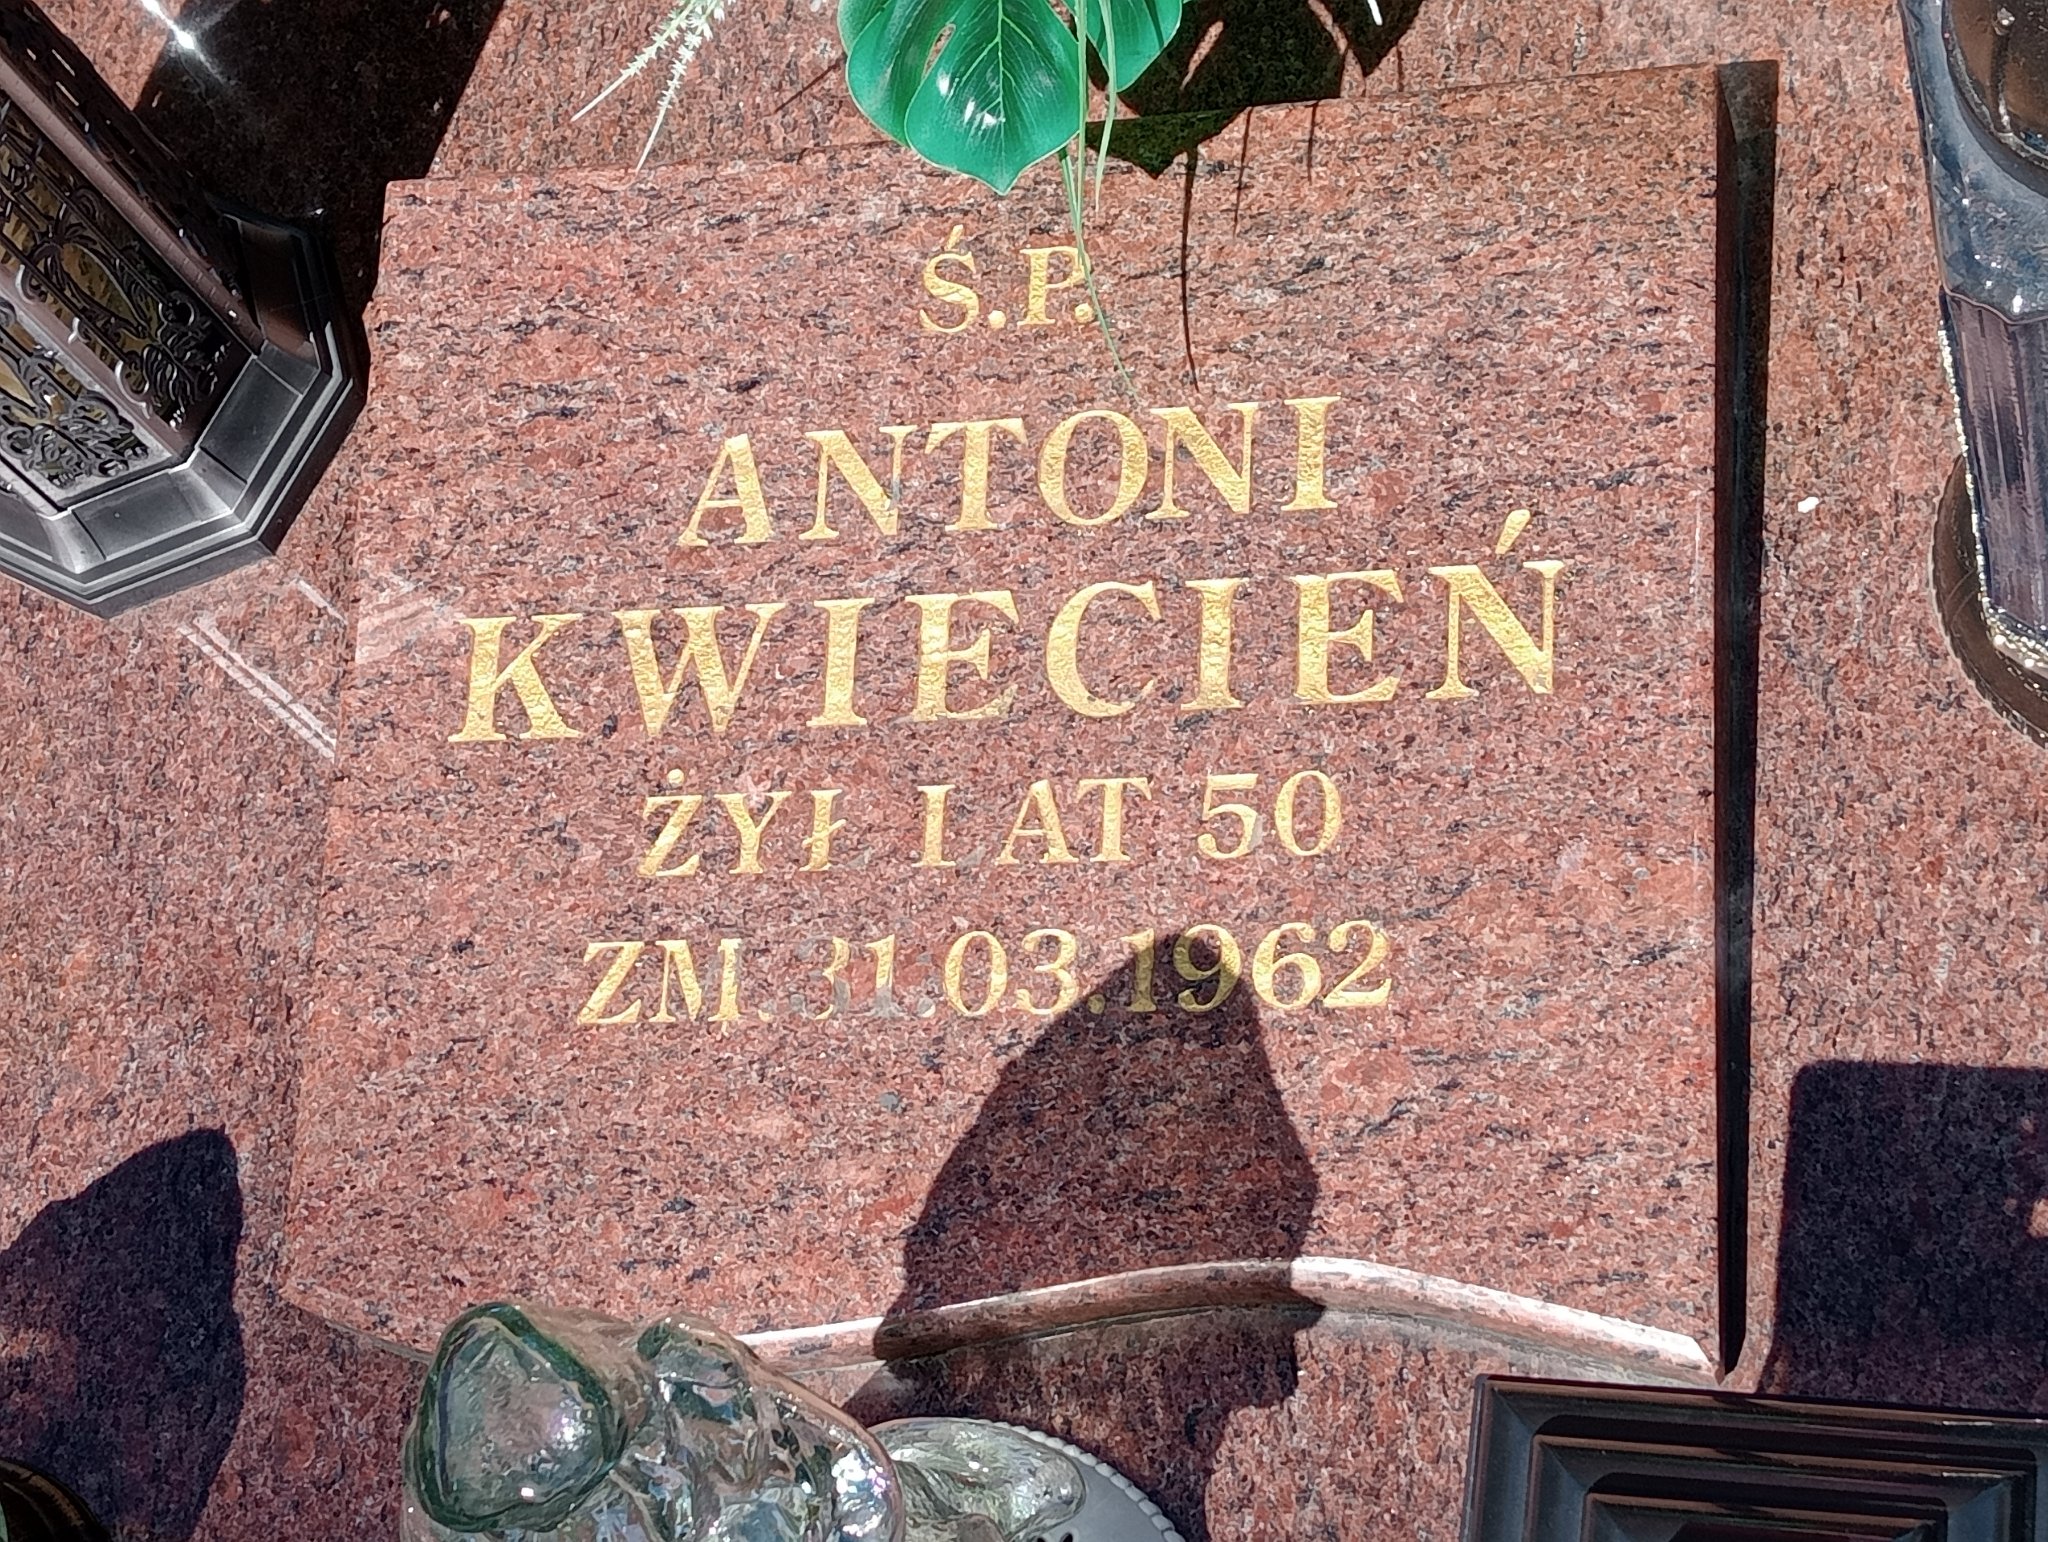 Ś.P.
ANTONI
KWIECIEŃ
ŻYŁ LAT 50
ZM. 31.03.1962